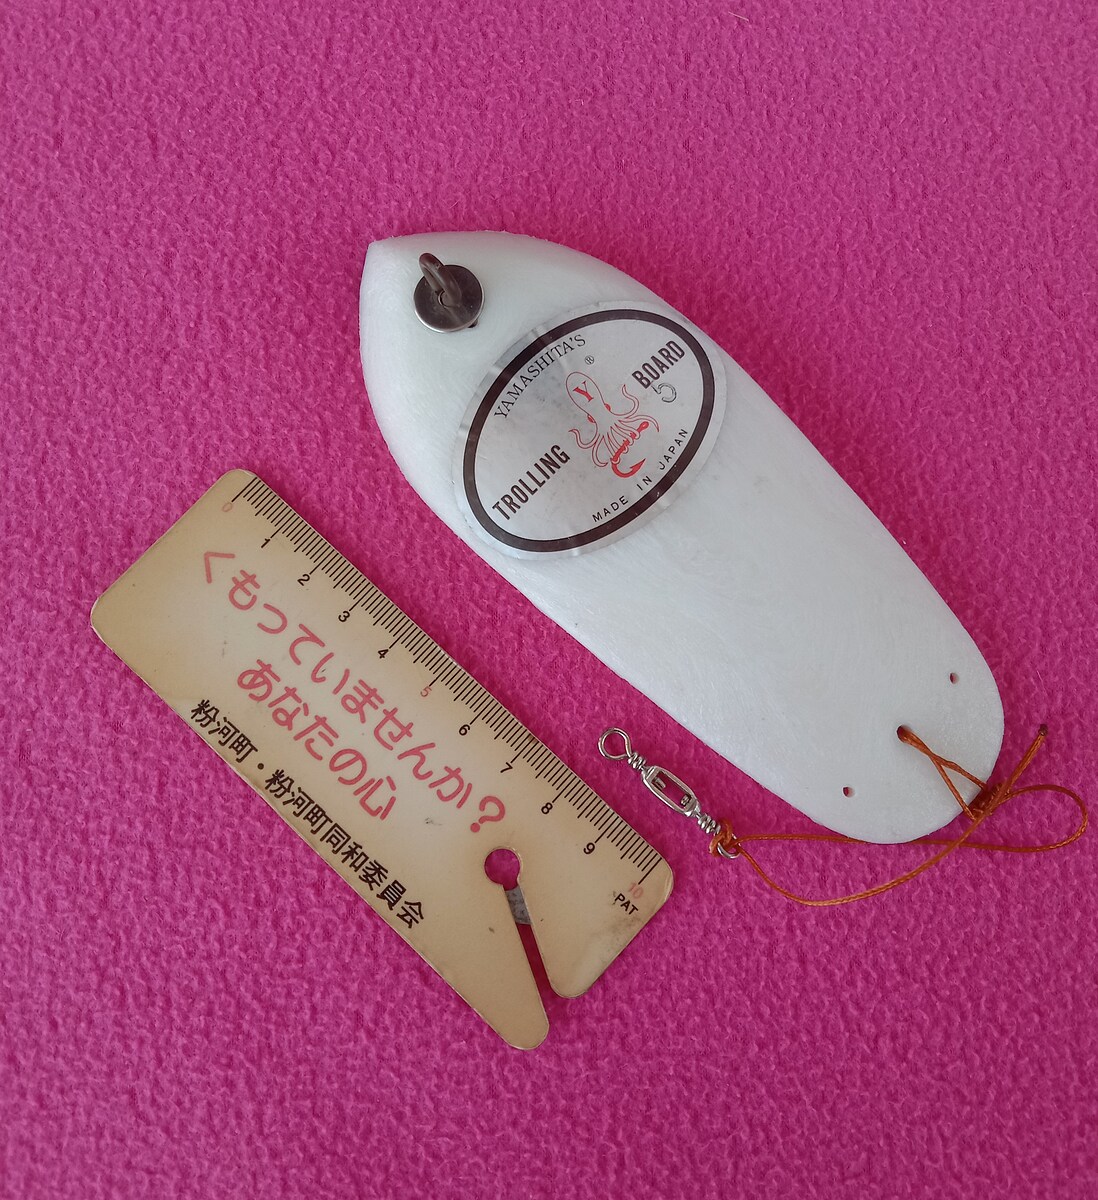 YAMASHITA'S
®
Y
TROLLING BOARD
5
MADE IN JAPAN
0 1 2 3 4 5 6 7 8 9 10
PAT
くもっていませんか？
あなたの心
粉河町・粉河町同和委員会